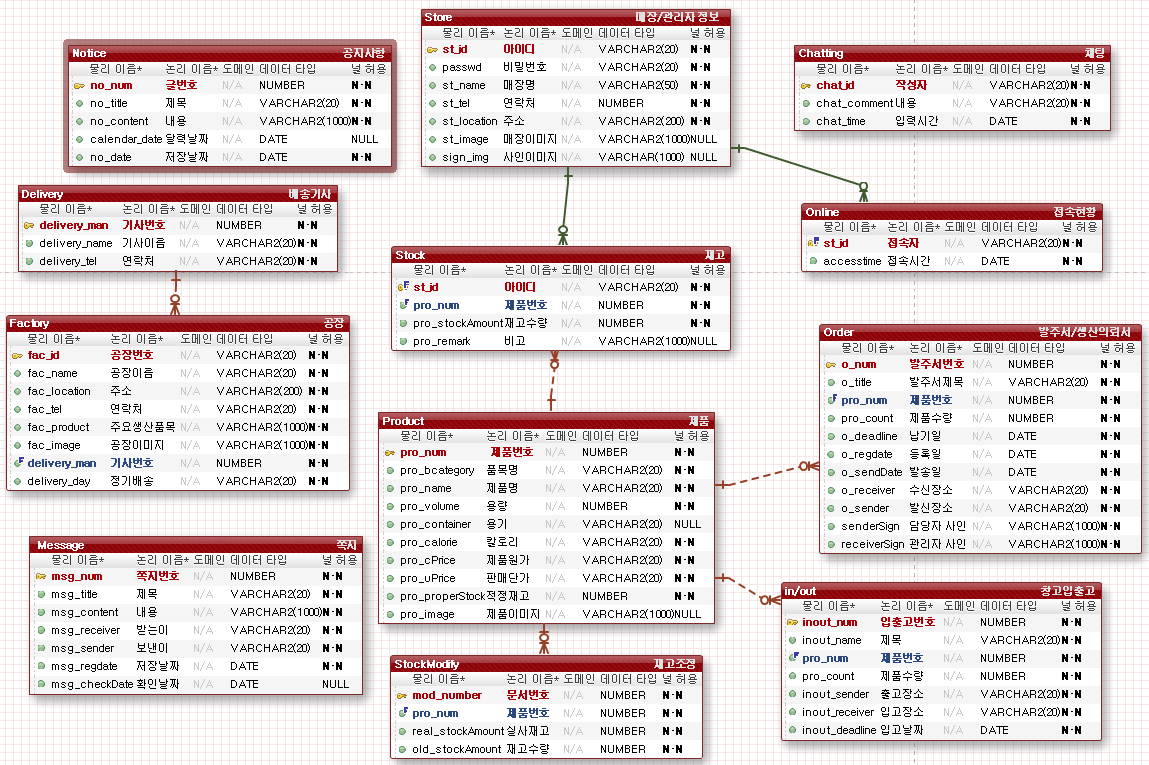 Notice 공지사항
물리 이름* 논리 이름* 도메인 데이터 타입 널 허용
no_num 글번호 N/A NUMBER N-N
no_title 제목 N/A VARCHAR2(20) N-N
no_content 내용 N/A VARCHAR2(1000) N-N
calendar_date 달력날짜 N/A DATE NULL
no_date 저장날짜 N/A DATE N-N
Store 매장/관리자 정보
물리 이름* 논리 이름* 도메인 데이터 타입 널 허용
st_id 아이디 N/A VARCHAR2(20) N-N
passwd 비밀번호 N/A VARCHAR2(20) N-N
st_name 매장명 N/A VARCHAR2(50) N-N
st_tel 연락처 N/A NUMBER N-N
st_location 주소 N/A VARCHAR2(200) N-N
st_image 매장이미지 N/A VARCHAR2(1000) NULL
sign_img 사인이미지 N/A VARCHAR(1000) NULL
Chatting 채팅
물리 이름* 논리 이름* 도메인 데이터 타입 널 허용
chat_id 작성자 N/A VARCHAR2(20) N-N
chat_comment 내용 N/A VARCHAR2(20) N-N
chat_time 입력시간 N/A DATE N-N
Delivery 배송기사
물리 이름* 논리 이름* 도메인 데이터 타입 널 허용
delivery_man 기사번호 N/A NUMBER N-N
delivery_name 기사이음 N/A VARCHAR2(20) N-N
delivery_tel 연락처 N/A VARCHAR2(20) N-N
Online 접속현황
물리 이름* 논리 이름* 도메인 데이터 타입 널 허용
st_id 접속자 N/A VARCHAR2(20) N-N
accesstime 접속시간 N/A DATE N-N
Stock 재고
물리 이름* 논리 이름* 도메인 데이터 타입 널 허용
st_id 아이디 N/A VARCHAR2(20) N-N
pro_num 제품번호 N/A NUMBER N-N
pro_stockAmount 재고수량 N/A NUMBER N-N
pro_remark 비고 N/A VARCHAR2(1000) NULL
Factory 공장
물리 이름* 논리 이름* 도메인 데이터 타입 널 허용
fac_id 공장번호 N/A VARCHAR2(20) N-N
fac_name 공장이음 N/A VARCHAR2(20) N-N
fac_location 주소 N/A VARCHAR2(200) N-N
fac_tel 연락처 N/A VARCHAR2(20) N-N
fac_product 주요생산품목 N/A VARCHAR2(1000) N-N
fac_image 공장이미지 N/A VARCHAR2(1000) N-N
delivery_man 기사번호 N/A NUMBER N-N
delivery_day 정기배송 N/A VARCHAR2(20) N-N
Order 발주서/생산의뢰서
물리 이름* 논리 이름* 도메인 데이터 타입 널 허용
o_num 발주서번호 N/A NUMBER N-N
o_title 발주서제목 N/A VARCHAR2(20) N-N
pro_num 제품번호 N/A NUMBER N-N
pro_count 제품수량 N/A NUMBER N-N
o_deadline 납기일 N/A DATE N-N
o_regdate 등록일 N/A DATE N-N
o_sendDate 발송일 N/A DATE N-N
o_receiver 수신장소 N/A VARCHAR2(20) N-N
o_sender 발신장소 N/A VARCHAR2(20) N-N
senderSign 담당자 사인 N/A VARCHAR2(1000) N-N
receiverSign 관리자 사인 N/A VARCHAR2(1000) N-N
Product 제품
물리 이름* 논리 이름* 도메인 데이터 타입 널 허용
pro_num 제품번호 N/A NUMBER N-N
pro_bcategory 품목명 N/A VARCHAR2(20) N-N
pro_name 제품명 N/A VARCHAR2(20) N-N
pro_volume 용량 N/A NUMBER N-N
pro_container 용기 N/A VARCHAR2(20) NULL
pro_calorie 칼로리 N/A VARCHAR2(20) N-N
pro_cPrice 제품원가 N/A VARCHAR2(20) N-N
pro_uPrice 판매단가 N/A VARCHAR2(20) N-N
pro_properStock 적정재고 N/A NUMBER N-N
pro_image 제품이미지 N/A VARCHAR2(1000) NULL
Message 쪽지
물리 이름* 논리 이름* 도메인 데이터 타입 널 허용
msg_num 쪽지번호 N/A NUMBER N-N
msg_title 제목 N/A VARCHAR2(20) N-N
msg_content 내용 N/A VARCHAR2(1000) N-N
msg_receiver 받는이 N/A VARCHAR2(20) N-N
msg_sender 보낸이 N/A VARCHAR2(20) N-N
msg_regdate 저장날짜 N/A DATE N-N
msg_checkDate 확인날짜 N/A DATE NULL
in/out 창고입출고
물리 이름* 논리 이름* 도메인 데이터 타입 널 허용
inout_num 입출고번호 N/A NUMBER N-N
inout_name 제목 N/A VARCHAR2(20) N-N
pro_num 제품번호 N/A NUMBER N-N
pro_count 제품수량 N/A NUMBER N-N
inout_sender 출고장소 N/A VARCHAR2(20) N-N
inout_receiver 입고장소 N/A VARCHAR2(20) N-N
inout_deadline 입고날짜 N/A DATE N-N
StockModify 재고조정
물리 이름* 논리 이름* 도메인 데이터 타입 널 허용
mod_number 문서번호 N/A NUMBER N-N
pro_num 제품번호 N/A NUMBER N-N
real_stockAmount 실사재고 N/A NUMBER N-N
old_stockAmount 재고수량 N/A NUMBER N-N